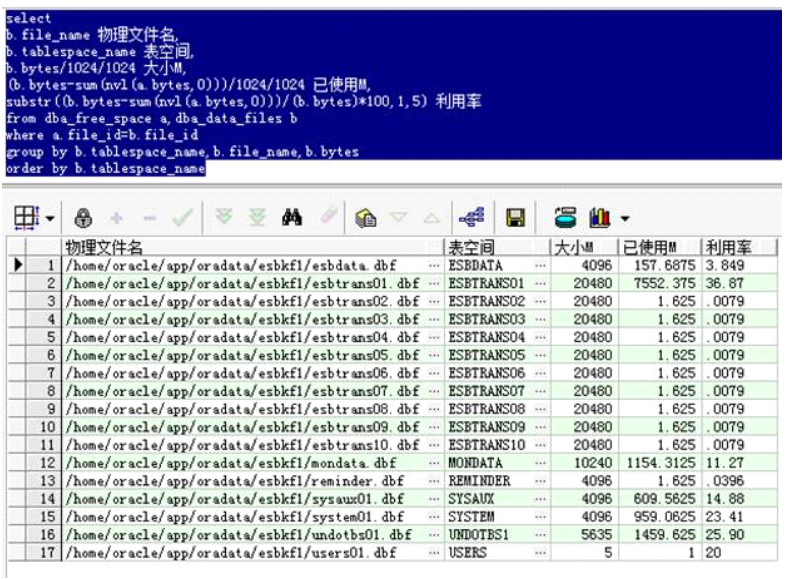 select
b.file_name 物理文件名,
b.tablespace_name 表空间,
b.bytes/1024/1024 大小M,
(b.bytes-sum(nvl(a.bytes,0)))/1024/1024 已使用M,
substr((b.bytes-sum(nvl(a.bytes,0)))/(b.bytes)*100,1,5) 利用率
from dba_free_space a,dba_data_files b
where a.file_id=b.file_id
group by b.tablespace_name,b.file_name,b.bytes
order by b.tablespace_name
物理文件名 表空间 大小M 已使用M 利用率
1 /home/oracle/app/oradata/esbkf1/esbdata.dbf ... ESBDATA ... 4096 157.6875 3.849
2 /home/oracle/app/oradata/esbkf1/esbtrans01.dbf ... ESBTRANS01 ... 20480 7552.375 36.87
3 /home/oracle/app/oradata/esbkf1/esbtrans02.dbf ... ESBTRANS02 ... 20480 1.625 .0079
4 /home/oracle/app/oradata/esbkf1/esbtrans03.dbf ... ESBTRANS03 ... 20480 1.625 .0079
5 /home/oracle/app/oradata/esbkf1/esbtrans04.dbf ... ESBTRANS04 ... 20480 1.625 .0079
6 /home/oracle/app/oradata/esbkf1/esbtrans05.dbf ... ESBTRANS05 ... 20480 1.625 .0079
7 /home/oracle/app/oradata/esbkf1/esbtrans06.dbf ... ESBTRANS06 ... 20480 1.625 .0079
8 /home/oracle/app/oradata/esbkf1/esbtrans07.dbf ... ESBTRANS07 ... 20480 1.625 .0079
9 /home/oracle/app/oradata/esbkf1/esbtrans08.dbf ... ESBTRANS08 ... 20480 1.625 .0079
10 /home/oracle/app/oradata/esbkf1/esbtrans09.dbf ... ESBTRANS09 ... 20480 1.625 .0079
11 /home/oracle/app/oradata/esbkf1/esbtrans10.dbf ... ESBTRANS10 ... 20480 1.625 .0079
12 /home/oracle/app/oradata/esbkf1/mondata.dbf ... MONDATA ... 10240 1154.3125 11.27
13 /home/oracle/app/oradata/esbkf1/reminder.dbf ... REMINDER ... 4096 1.625 .0396
14 /home/oracle/app/oradata/esbkf1/sysaux01.dbf ... SYSAUX ... 4096 609.5625 14.88
15 /home/oracle/app/oradata/esbkf1/system01.dbf ... SYSTEM ... 4096 959.0625 23.41
16 /home/oracle/app/oradata/esbkf1/undotbs01.dbf ... UNDOTBS1 ... 5635 1459.625 25.90
17 /home/oracle/app/oradata/esbkf1/users01.dbf ... USERS ... 5 1 20